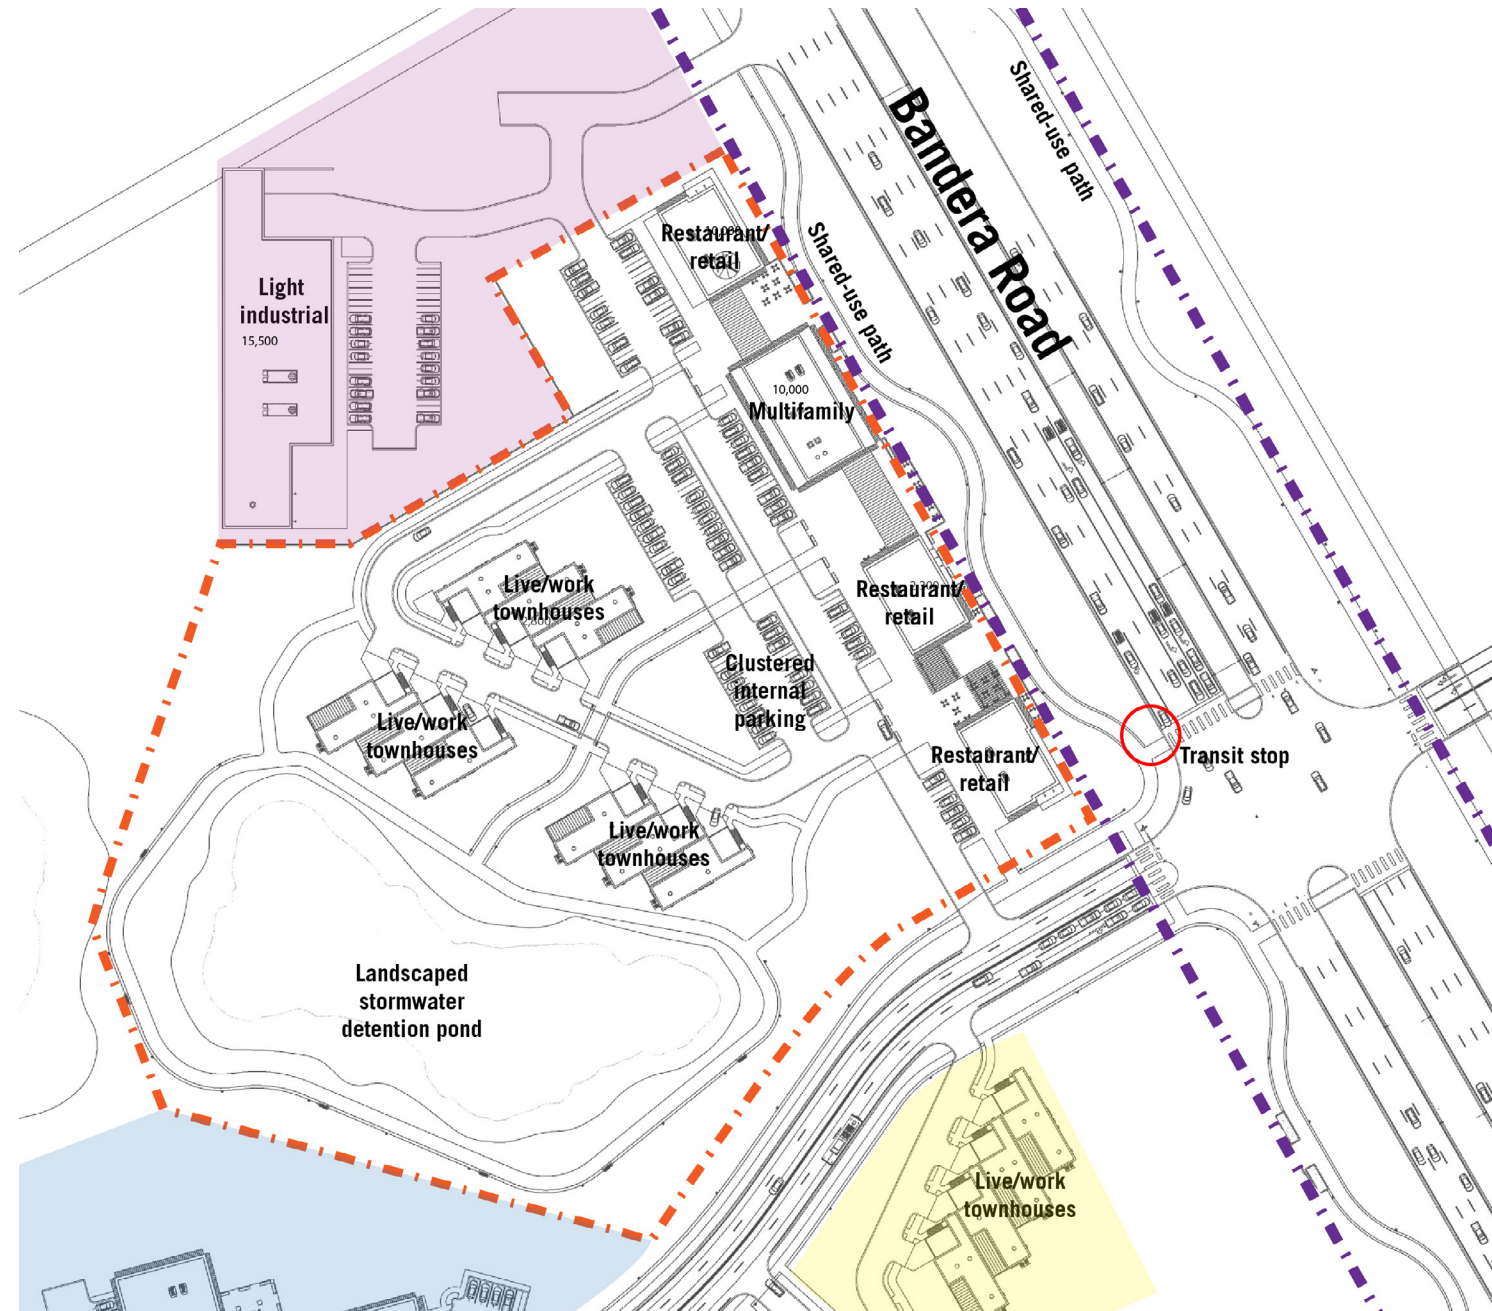 Bandera Road
Shared-use path
Shared-use path
Restaurant/
retail
Light
industrial
15,500
10,000
Multifamily
Live/work
townhouses
2,800
Restaurant/
retail
Clustered
internal
parking
Live/work
townhouses
Restaurant/
retail
Transit stop
Live/work
townhouses
Landscaped
stormwater
detention pond
Live/work
townhouses